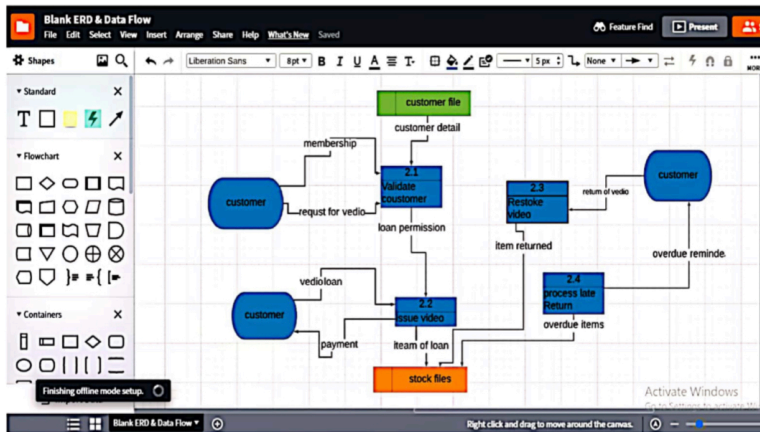 Blank ERD & Data Flow
File Edit Select View Insert Arrange Share Help What's New Saved
Feature Find
Present
Shapes
Liberation Sans
8pt
B I U A T
5 px
None
MOR
Standard
T
Flowchart
Containers
customer file
customer detail
membership
customer
requst for vedio
2.1
Validate
coustomer
loan permission
2.3
Restoke
video
return of vedio
customer
item returned
overdue reminde
2.4
process late
Return
overdue items
vedioloan
customer
payment
2.2
issue video
iteam of loan
stock files
Finishing offline mode setup.
Activate Windows
Blank ERD & Data Flow
Right click and drag to move around the canvas.